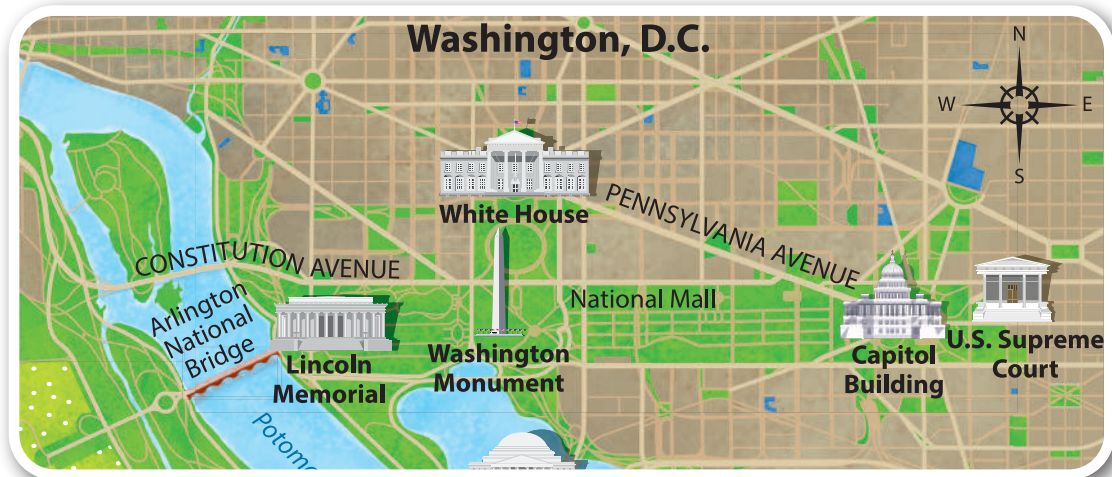 Washington, D.C.
N
W
E
S
White House
PENNSYLVANIA AVENUE
CONSTITUTION AVENUE
National Mall
Arlington
National
Bridge
Lincoln
Memorial
Washington
Monument
Capitol
Building
U.S. Supreme
Court